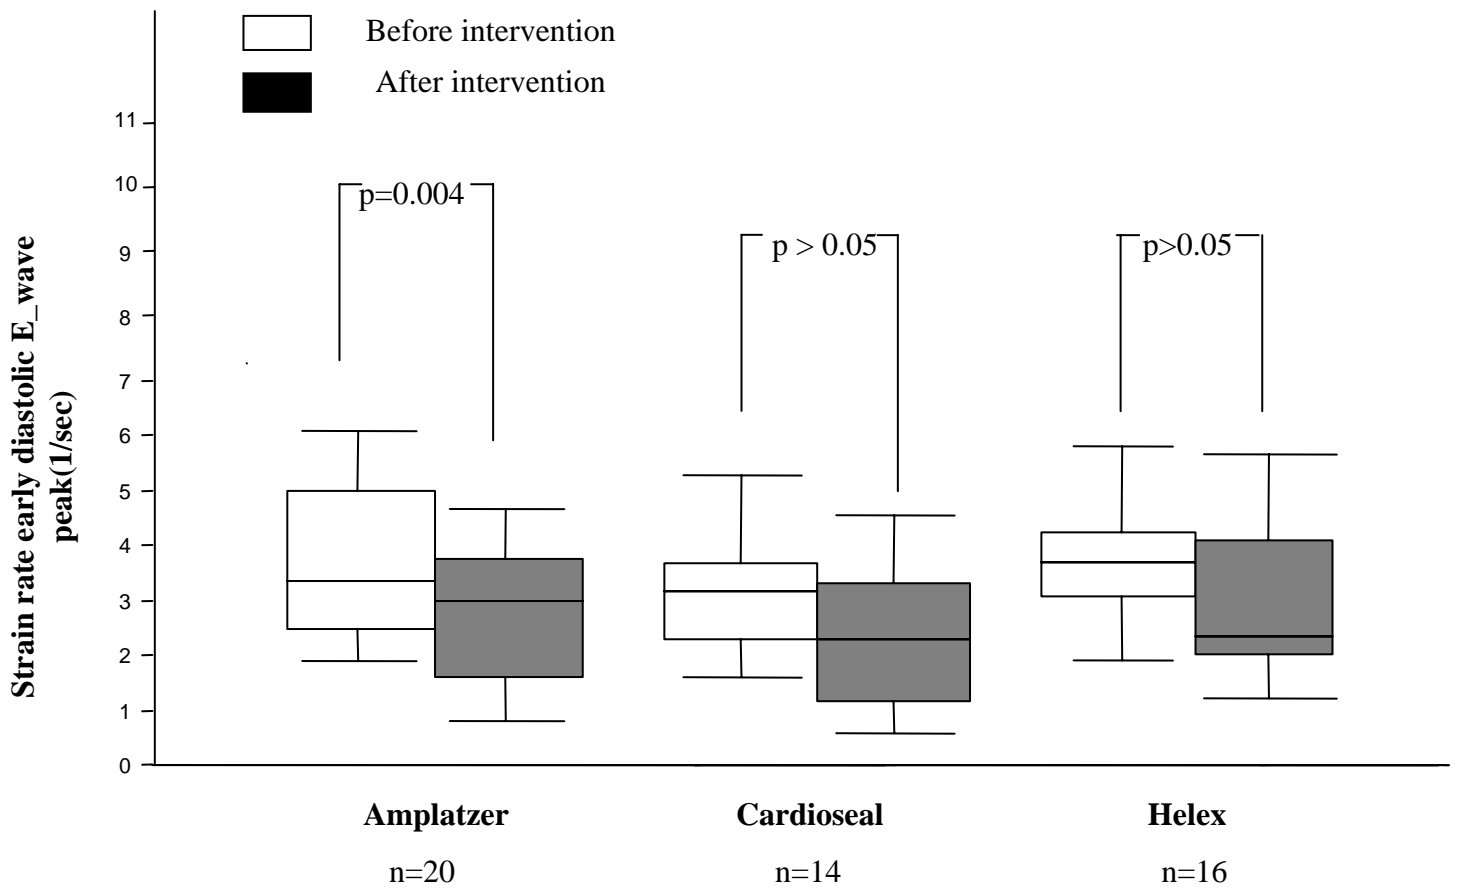 Before intervention
After intervention
11
10
9
8
7
6
5
4
3
2
1
0
Strain rate early diastolic E_wave
peak(1/sec)
p=0.004
p > 0.05
p>0.05
Amplatzer
Cardioseal
Helex
n=20
n=14
n=16